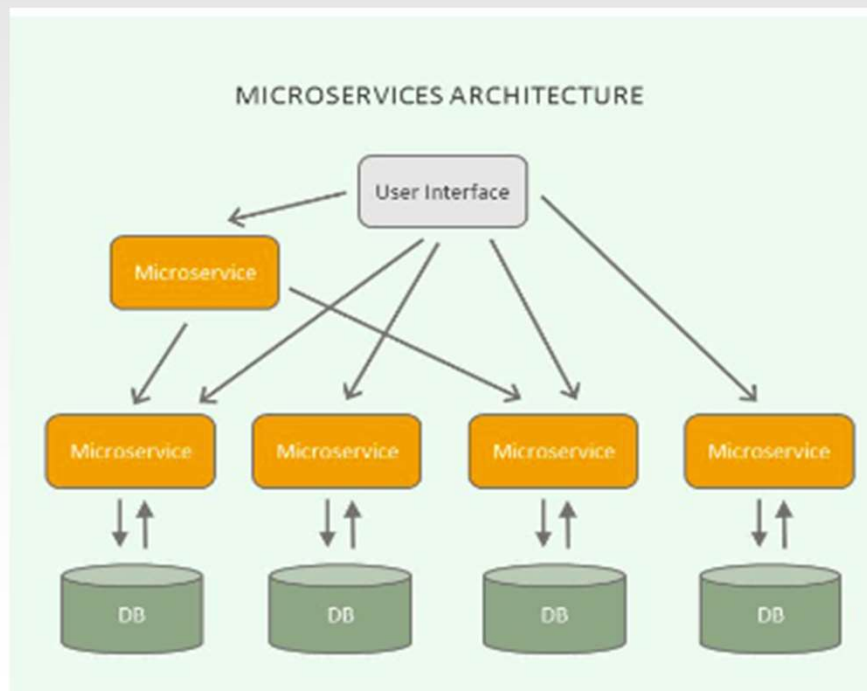 MICROSERVICES ARCHITECTURE
User Interface
Microservice
Microservice
Microservice
Microservice
Microservice
DB
DB
DB
DB